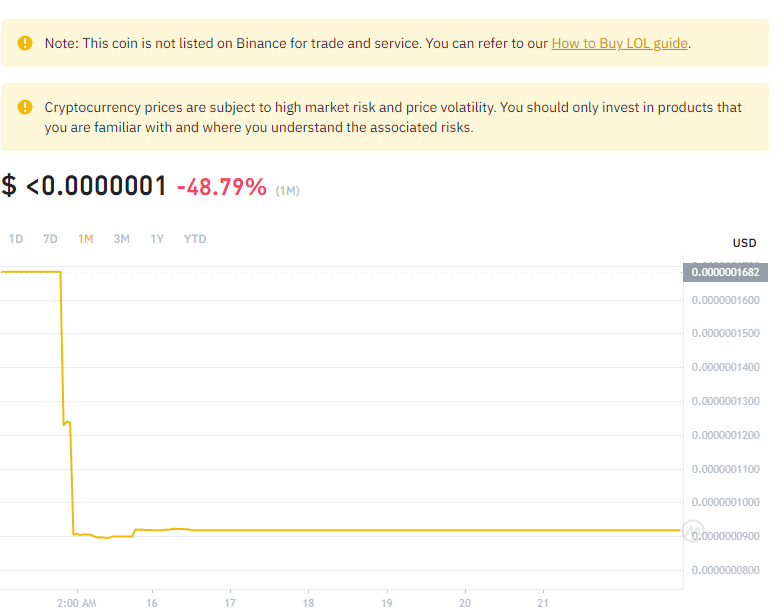 Note: This coin is not listed on Binance for trade and service. You can refer to our How to Buy LOL guide.
Cryptocurrency prices are subject to high market risk and price volatility. You should only invest in products that
you are familiar with and where you understand the associated risks.
$ <0.0000001 -48.79% (1M)
1D 7D 1M 3M 1Y YTD
USD
0.0000001682
0.0000001600
0.0000001500
0.0000001400
0.0000001300
0.0000001200
0.0000001100
0.0000001000
0.0000000900
0.0000000800
2:00 AM 16 17 18 19 20 21